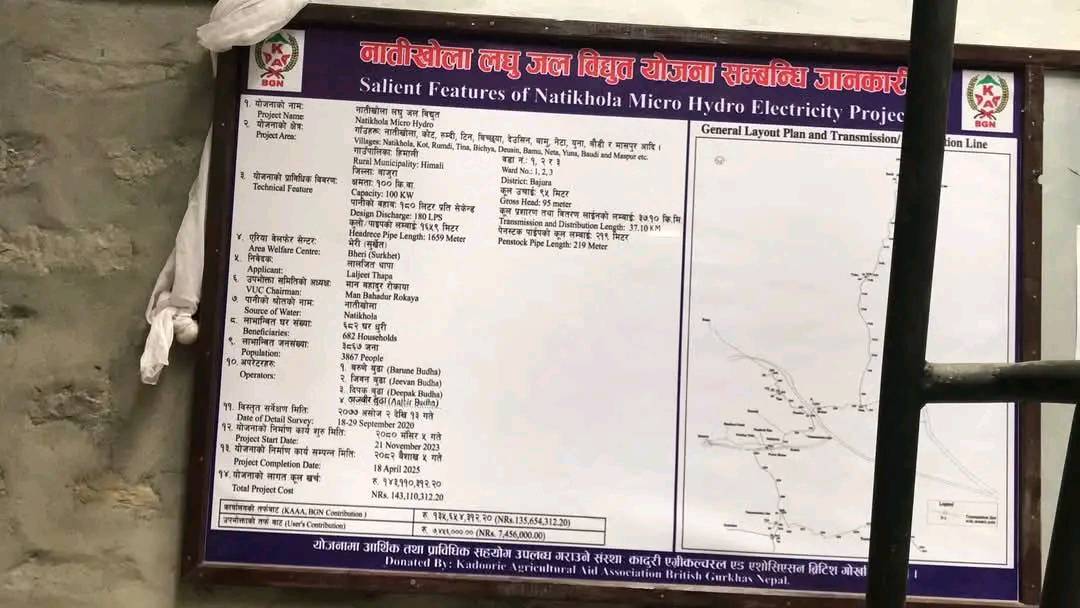 नातीखोला लघु जल विद्युत योजना सम्बन्धि जानकारी
Salient Features of Natikhola Micro Hydro Electricity Projec
KA
BGN
KA
BGN
१. योजनाको नाम: नातीखोला लघु जल विद्युत
Project Name: Natikhola Micro Hydro
२. योजनाको क्षेत्र: गाँउहरू: नातीखोला, कोट, रुम्दी, टिन, बिच्छ्या, देउसिन, बामु, नेटा, युना, बौडी र मासपुर आदि ।
Project Area: Villages: Natikhola, Kot, Rumdi, Tina, Bichya, Deuain, Bamu, Neta, Yuna, Baudi and Maspur etc.
गाउँपालिका: हिमाली वडा नं.: १, २ र ३
Rural Municipality: Himali Ward No.: 1, 2, 3
जिल्ला: बाजुरा District: Bajura
३. योजनाको प्राविधिक विवरण: क्षमता: १०० कि.वा. कूल उचाई: ९५ मिटर
Technical Feature Capacity: 100 KW Gross Head: 95 meter
पानीको बहाव: १८० लिटर प्रति सेकेन्ड कूल प्रशारण तथा वितरण लाईनको लम्बाई: ३७.१० कि.मि
Design Discharge: 180 LPS Transmission and Distribution Length: 37.10 KM
कूलो/पाइपको लम्बाई: १६५९ मिटर पेनस्टक पाईपको कूल लम्बाई: २१९ मिटर
Headrece Pipe Length: 1659 Meter Penstock Pipe Length: 219 Meter
४. एरिया वेलफेर सेन्टर: भेरी (सुर्खेत)
Area Welfare Centre: Bheri (Surkhet)
५. निवेदक: लालजित थापा
Applicant: Laljeet Thapa
६. उपभोक्ता समितिको अध्यक्ष: मान बहादुर रोकाया
VUC Chairman: Man Bahadur Rokaya
७. पानीको श्रोतको नाम: नातीखोला
Source of Water: Natikhola
८. लाभान्वित घर संख्या: ६८२ घर धुरी
Beneficiaries: 682 Households
९. लाभान्वित जनसंख्या: ३८६७ जना
Population: 3867 People
१०. अपरेटरहरु: १. बरुणे बुढा (Barune Budha)
Operators: २. जिवन बुढा (Jeevan Budha)
३. दिपक बुढा (Deepak Budha)
४. बुढा Budha)
११. विस्तृत सर्वेक्षण मिति: २०७७ असोज २ देखि १३ गते
Date of Detail Survey: 18-29 September 2020
१२. योजनाको निर्माण कार्य शुरु मिति: २०८० मंसिर ५ गते
Project Start Date: 21 November 2023
१३. योजनाको निर्माण कार्य सम्पन्न मिति: २०८२ बैशाख ५ गते
Project Completion Date: 18 April 2025
१४. योजनाको लागत कूल खर्च: रु. १४३,११०,३१२.२०
Total Project Cost NRs. 143,110,312.20
कार्यालयको तर्फबाट (KAAA, BGN Contribution) रु. १३५,६५४,३१२.२० (NRs.135,654,312.20)
उपभोक्ताको तर्फ बाट (User's Contribution) रु. ७,४५६,०००.०० (NRs. 7,456,000.00)
General Layout Plan and Transmission/ ion Line
Legend
योजनामा आर्थिक तथा प्राविधिक सहयोग उपलब्ध गराउने संस्था: कादुरी एग्रीकल्चरल एड एशोसिएसन ब्रिटिश गोर्खा ।
Donated By: Kadoorie Agricultural Aid Association British Gurkhas Nepal.